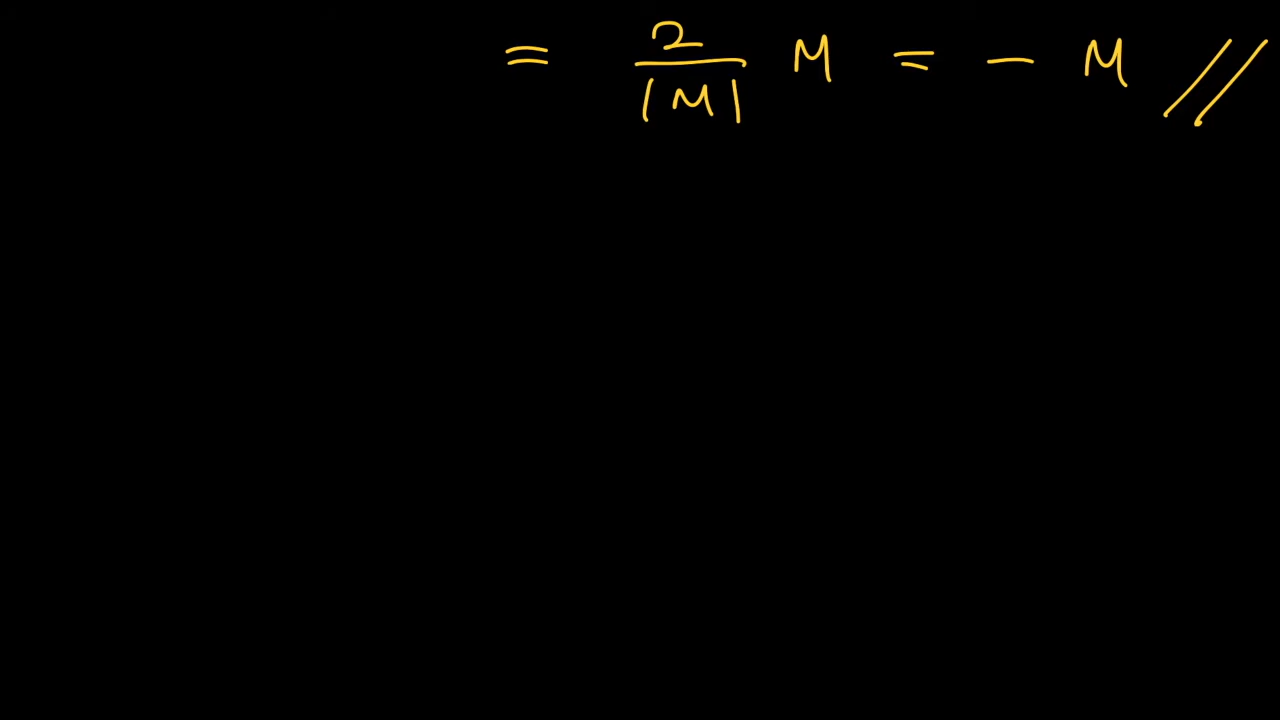 = 2/|M| M = - M //